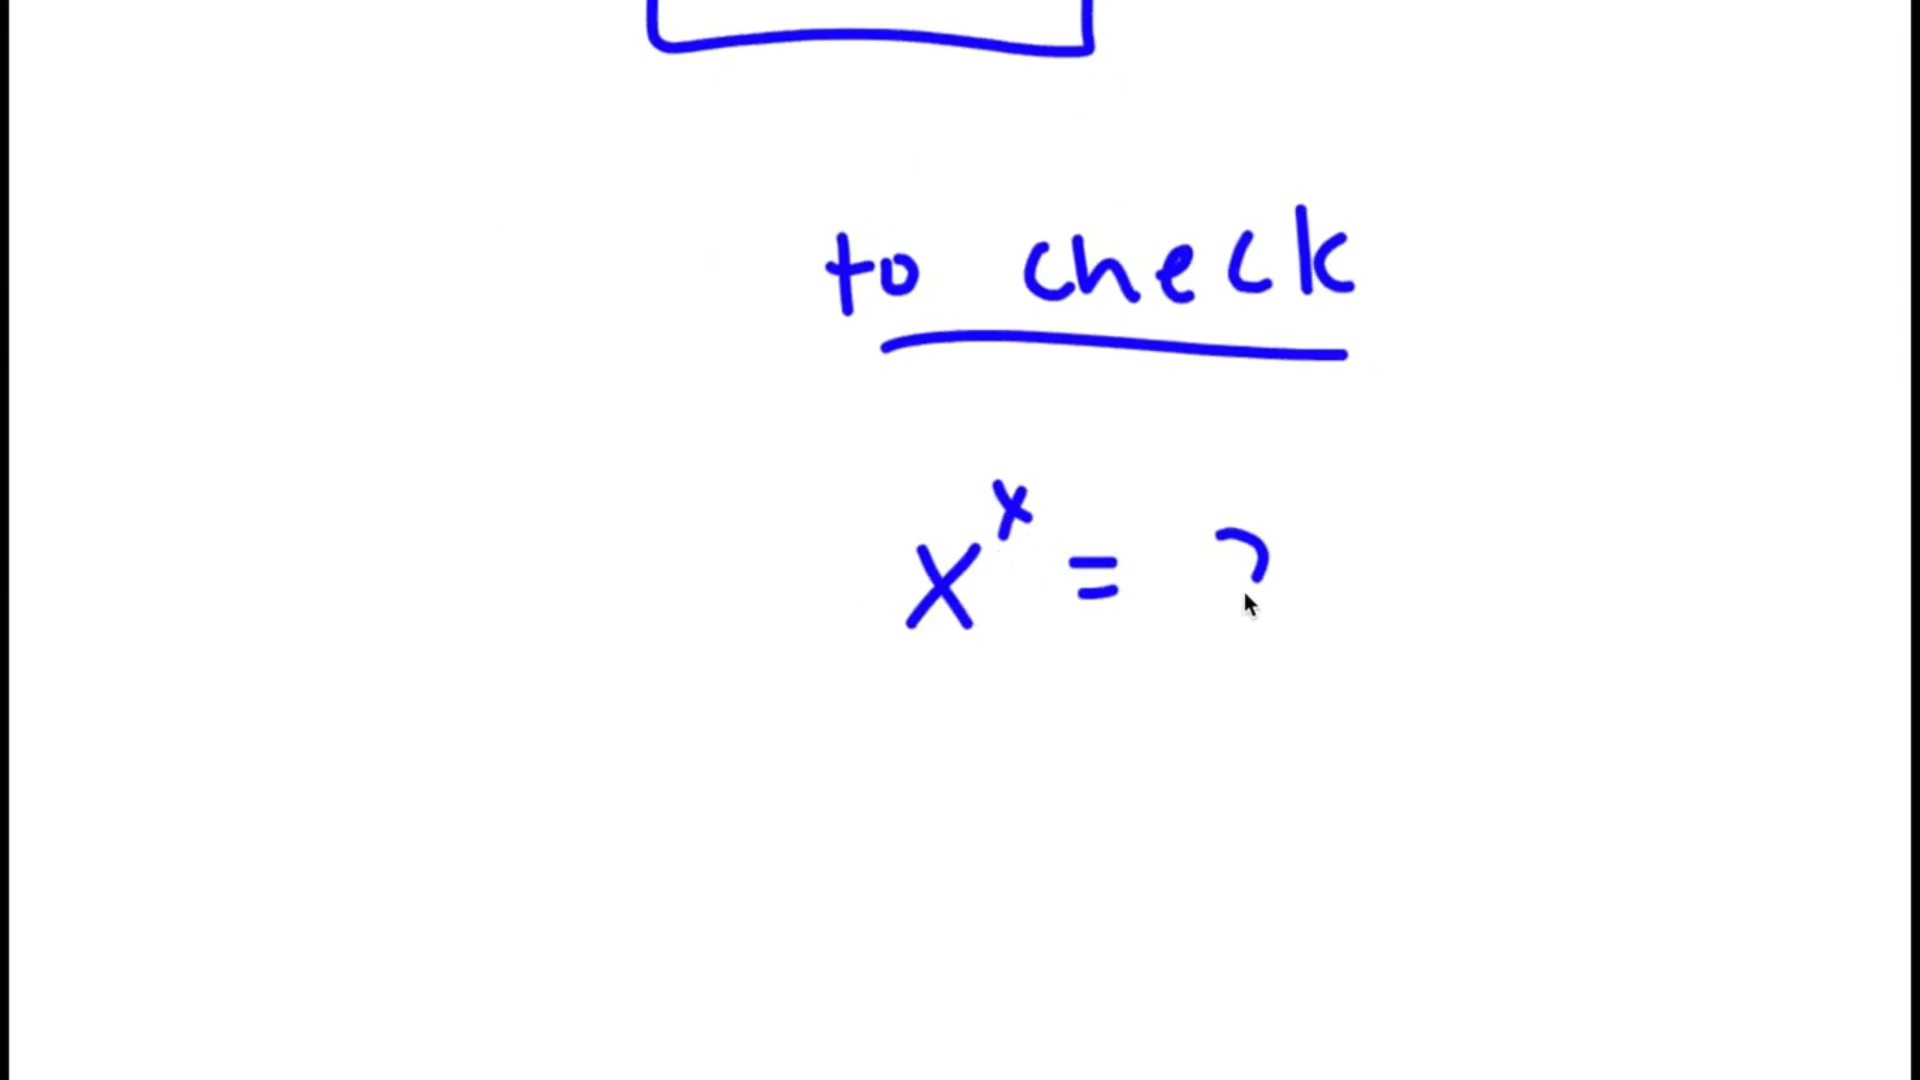 to check
x^x = ?